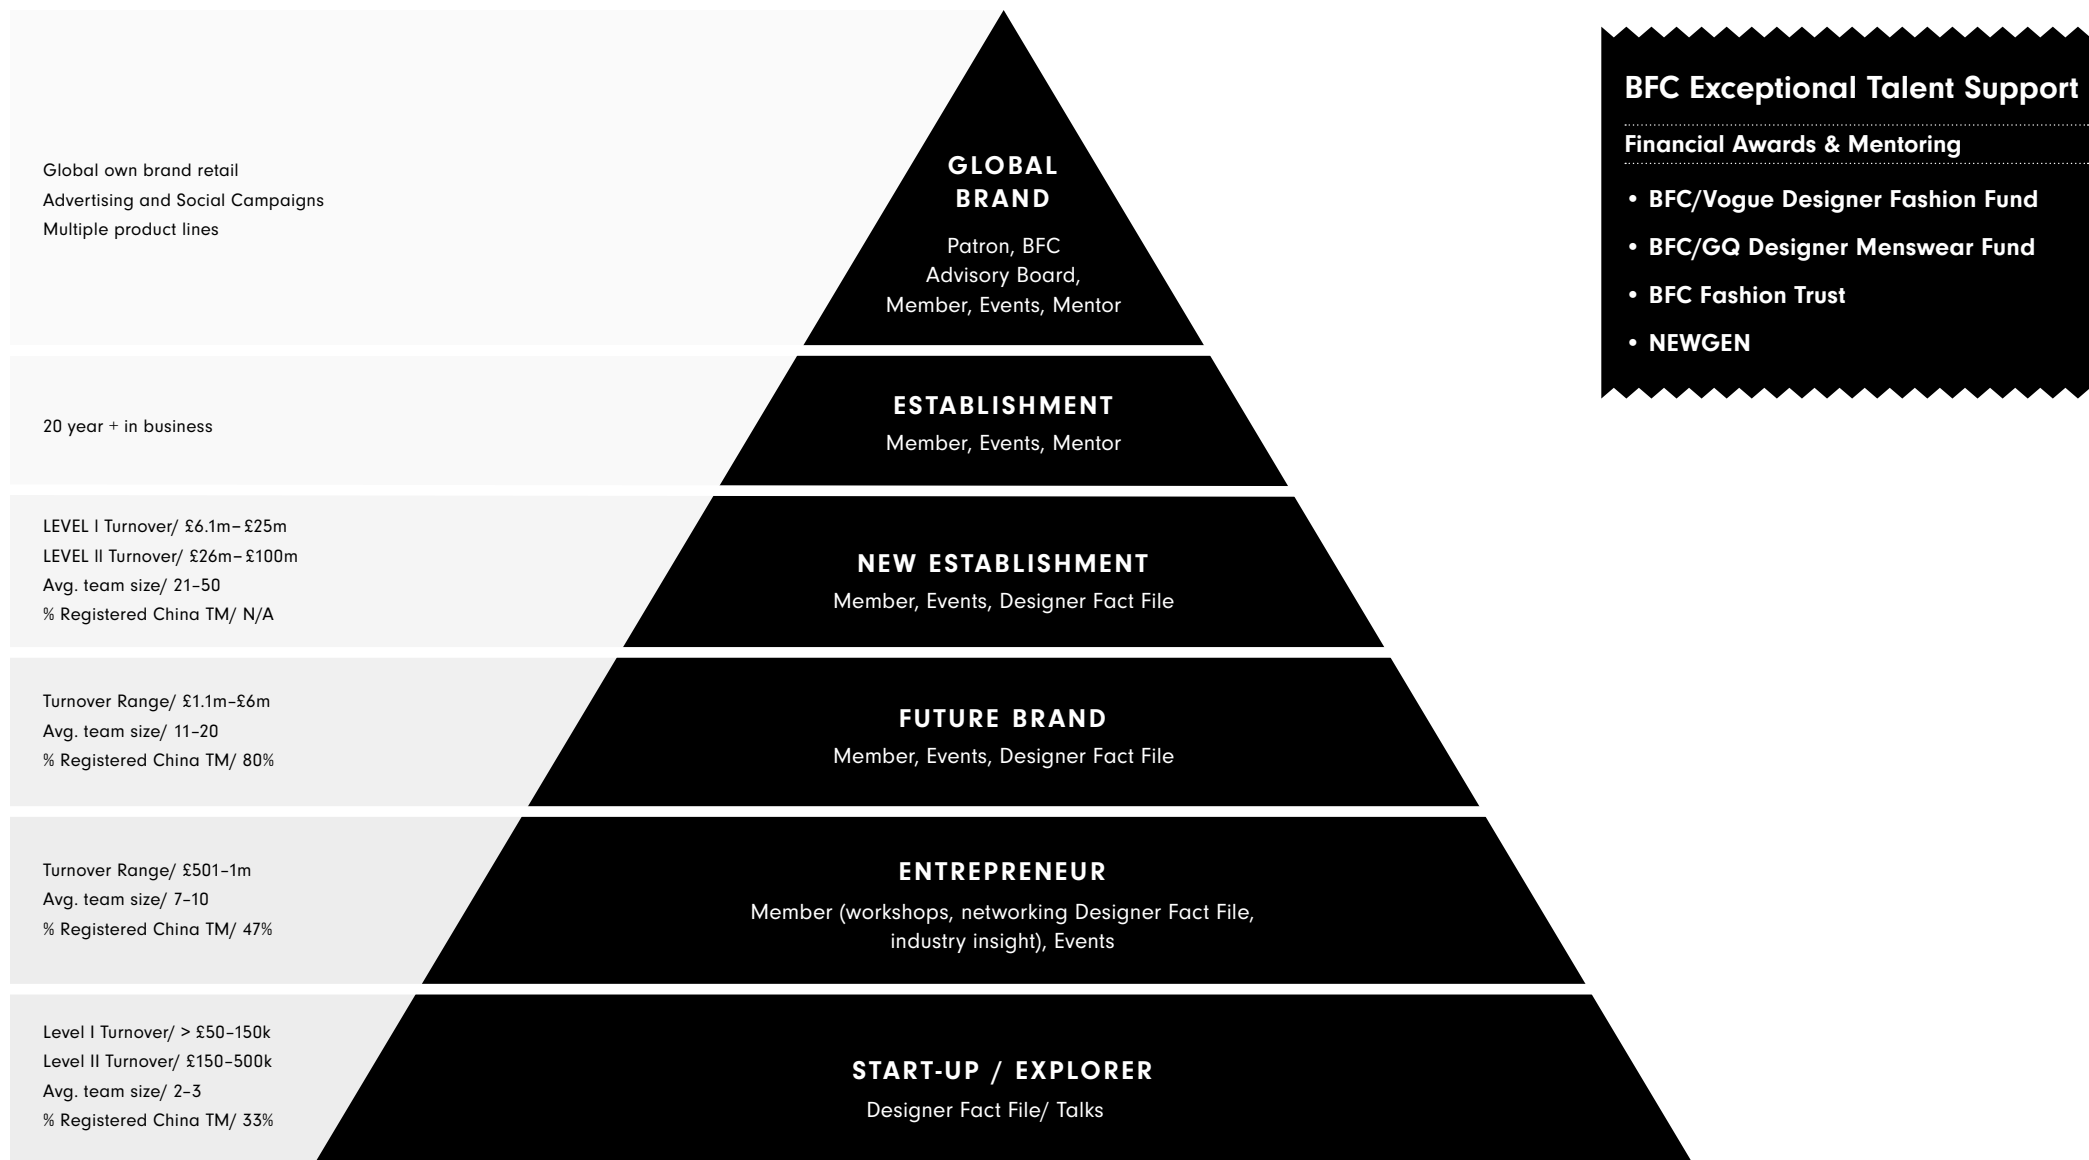 Global own brand retail
Advertising and Social Campaigns
Multiple product lines
GLOBAL
BRAND
Patron, BFC
Advisory Board,
Member, Events, Mentor
20 year + in business
ESTABLISHMENT
Member, Events, Mentor
LEVEL I Turnover/ £6.1m–£25m
LEVEL II Turnover/ £26m–£100m
Avg. team size/ 21–50
% Registered China TM/ N/A
NEW ESTABLISHMENT
Member, Events, Designer Fact File
Turnover Range/ £1.1m–£6m
Avg. team size/ 11–20
% Registered China TM/ 80%
FUTURE BRAND
Member, Events, Designer Fact File
Turnover Range/ £501–1m
Avg. team size/ 7–10
% Registered China TM/ 47%
ENTREPRENEUR
Member (workshops, networking Designer Fact File,
industry insight), Events
Level I Turnover/ > £50–150k
Level II Turnover/ £150–500k
Avg. team size/ 2–3
% Registered China TM/ 33%
START-UP / EXPLORER
Designer Fact File/ Talks
BFC Exceptional Talent Support
Financial Awards & Mentoring
• BFC/Vogue Designer Fashion Fund
• BFC/GQ Designer Menswear Fund
• BFC Fashion Trust
• NEWGEN